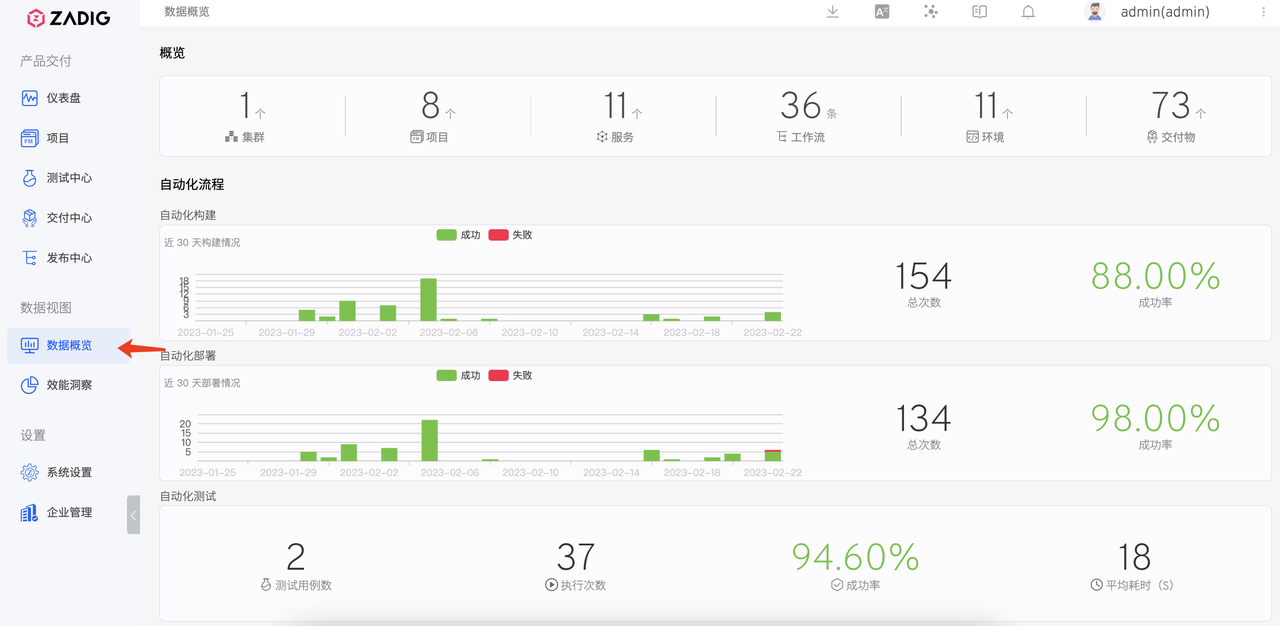 ZADIG
产品交付
仪表盘
项目
测试中心
交付中心
发布中心
数据视图
数据概览
效能洞察
设置
系统设置
企业管理
数据概览
admin(admin)
概览
1个
集群
8个
项目
11个
服务
36条
工作流
11个
环境
73个
交付物
自动化流程
自动化构建
近 30 天构建情况
成功 失败
18
15
12
9
6
3
2023-01-25 2023-01-29 2023-02-02 2023-02-06 2023-02-10 2023-02-14 2023-02-18 2023-02-22
154
总次数
88.00%
成功率
自动化部署
近 30 天部署情况
成功 失败
20
15
10
5
2023-01-25 2023-01-29 2023-02-02 2023-02-06 2023-02-10 2023-02-14 2023-02-18 2023-02-22
134
总次数
98.00%
成功率
自动化测试
2
测试用例数
37
执行次数
94.60%
成功率
18
平均耗时（S）